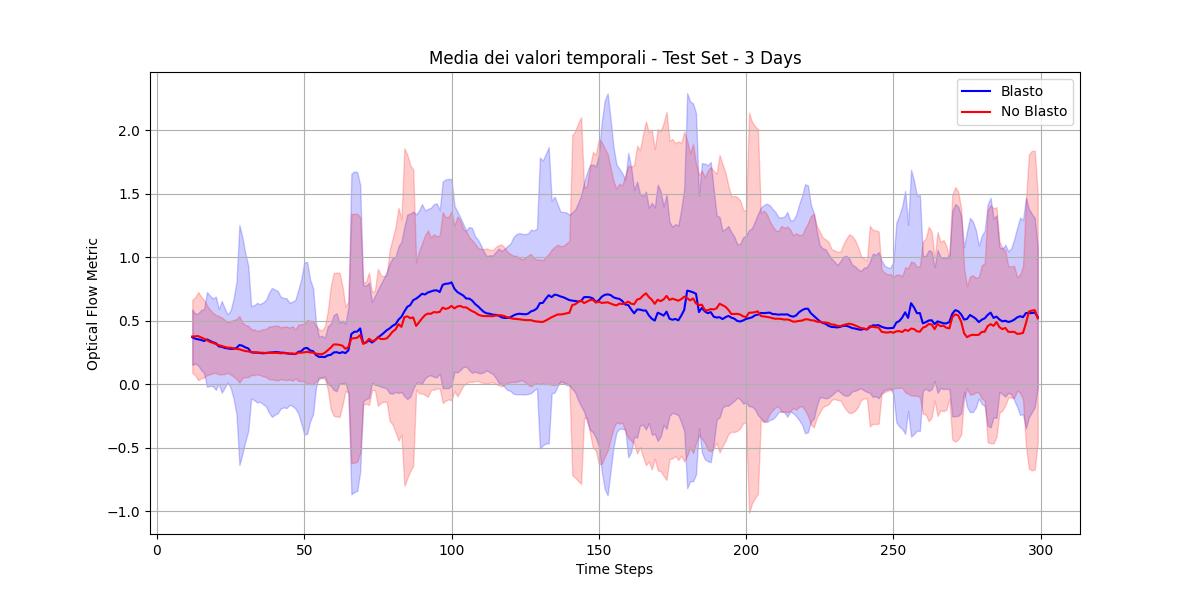 Media dei valori temporali - Test Set - 3 Days
Blasto
No Blasto
Optical Flow Metric
2.0
1.5
1.0
0.5
0.0
−0.5
−1.0
0 50 100 150 200 250 300
Time Steps